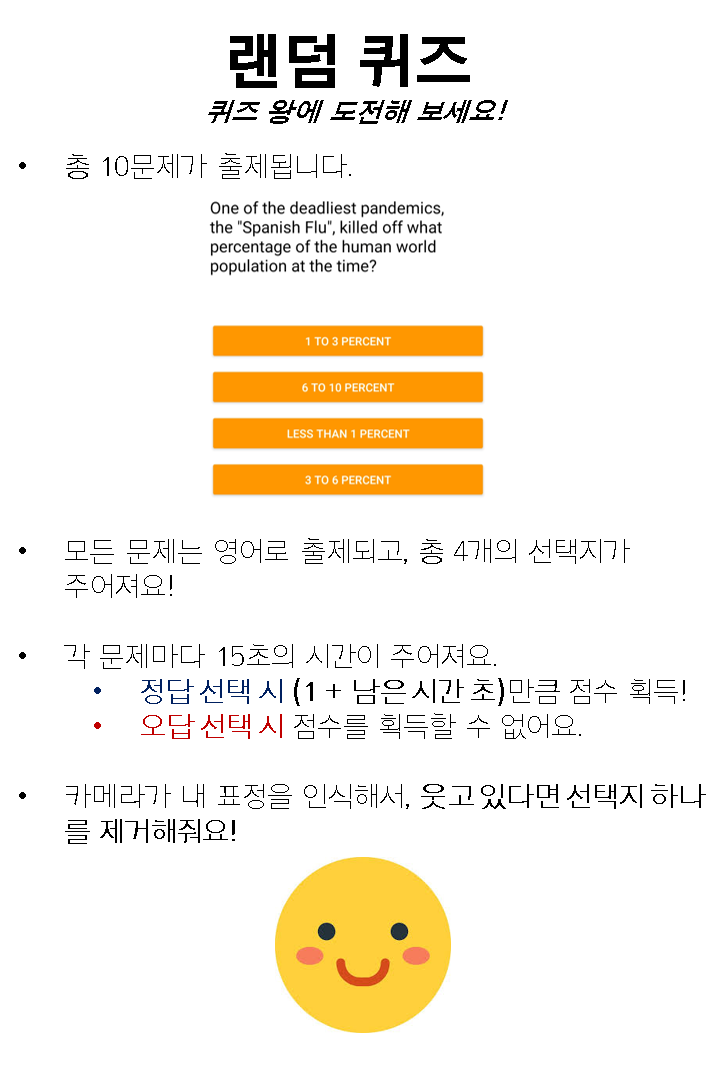 랜덤 퀴즈
퀴즈 왕에 도전해 보세요!
• 총 10문제가 출제됩니다.
One of the deadliest pandemics,
the "Spanish Flu", killed off what
percentage of the human world
population at the time?
1 TO 3 PERCENT
6 TO 10 PERCENT
LESS THAN 1 PERCENT
3 TO 6 PERCENT
• 모든 문제는 영어로 출제되고, 총 4개의 선택지가
주어져요!
• 각 문제마다 15초의 시간이 주어져요.
• 정답 선택 시 (1 + 남은 시간 초)만큼 점수 획득!
• 오답 선택 시 점수를 획득할 수 없어요.
• 카메라가 내 표정을 인식해서, 웃고 있다면 선택지 하나
를 제거해줘요!